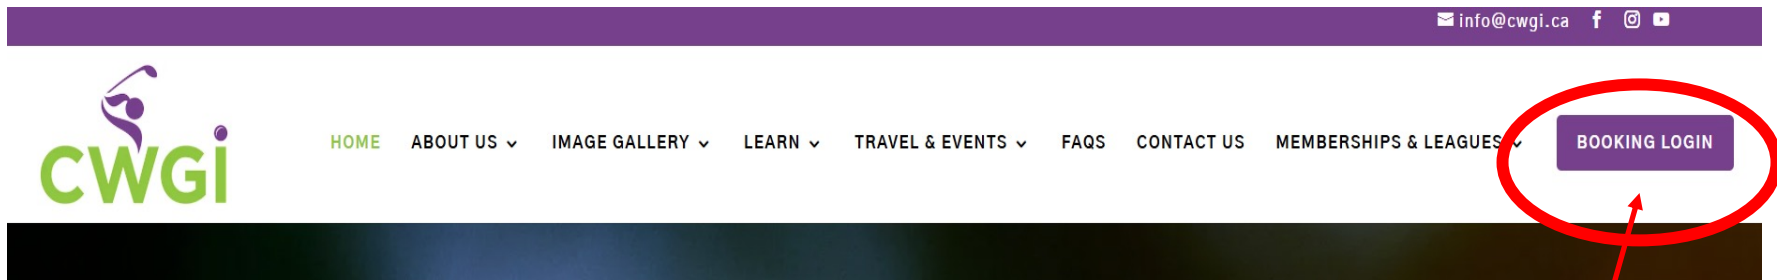 info@cwgi.ca
CWGi
HOME ABOUT US IMAGE GALLERY LEARN TRAVEL & EVENTS FAQS CONTACT US MEMBERSHIPS & LEAGUES BOOKING LOGIN